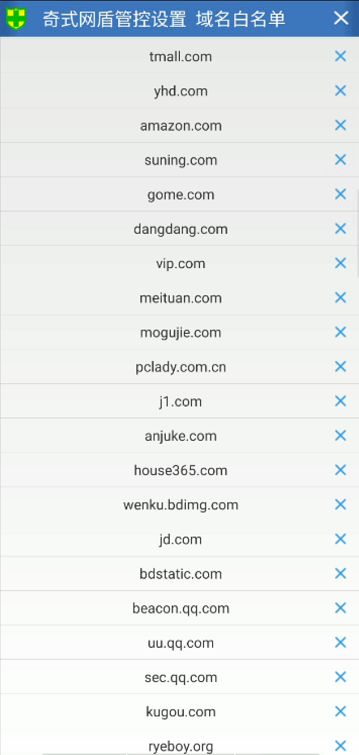 奇式网盾管控设置 域名白名单
tmall.com
yhd.com
amazon.com
suning.com
gome.com
dangdang.com
vip.com
meituan.com
mogujie.com
pclady.com.cn
j1.com
anjuke.com
house365.com
wenku.bdimg.com
jd.com
bdstatic.com
beacon.qq.com
uu.qq.com
sec.qq.com
kugou.com
ryeboy.org